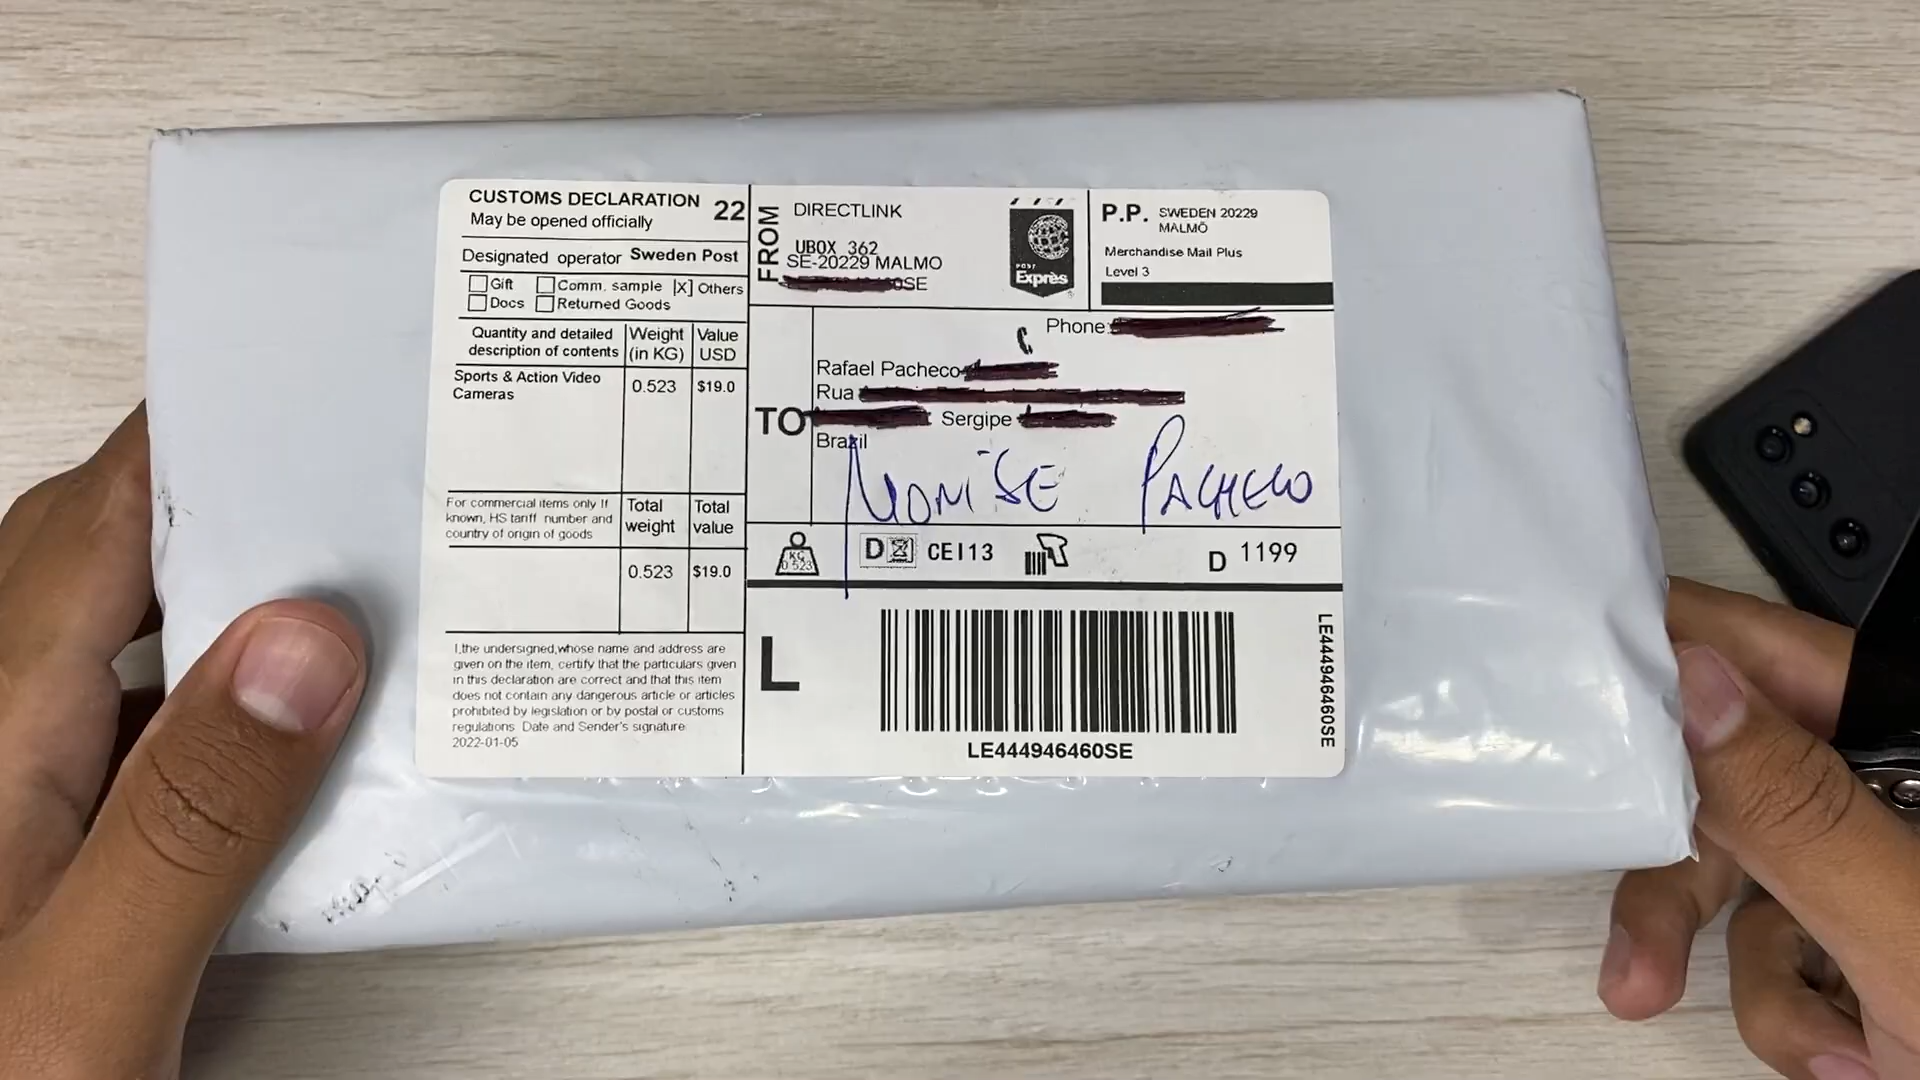 CUSTOMS DECLARATION 22
May be opened officially
Designated operator Sweden Post
Gift Comm. sample [X] Others
Docs Returned Goods
Quantity and detailed description of contents
Weight (in KG)
Value USD
Sports & Action Video Cameras
0.523
$19.0
For commercial items only If known, HS tariff number and country of origin of goods
Total weight
Total value
0.523
$19.0
I,the undersigned,whose name and address are
given on the item, certify that the particulars given
in this declaration are correct and that this item
does not contain any dangerous article or articles
prohibited by legislation or by postal or customs
regulations Date and Sender's signature
2022-01-05
FROM
DIRECTLINK
UBOX 362
SE-20229 MALMO
0SE
POST
Exprès
P.P. SWEDEN 20229
MALMÖ
Merchandise Mail Plus
Level 3
TO
Phone
Rafael Pacheco
Rua
Sergipe
Brazil
PACHECO
KG
0.523
D CEI13
D 1199
L
LE444946460SE
LE444946460SE